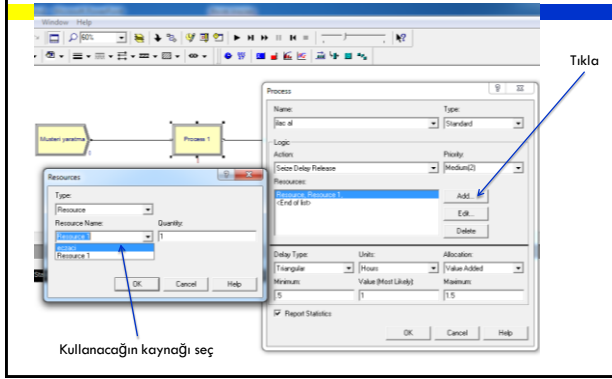 Window Help
60%
Tıkla
Process
Name:
Type:
ilac al
Standard
Logic
Action:
Priority:
Seize Delay Release
Medium(2)
Resources:
Resource, Resource 1,
<End of list>
Add...
Edit...
Delete
Delay Type:
Units:
Allocation:
Triangular
Hours
Value Added
Minimum:
Value (Most Likely):
Maximum:
.5
1
1.5
Report Statistics
OK
Cancel
Help
Musteri yaratma
Process 1
Resources
Type:
Resource
Resource Name:
Quantity:
Resource 1
1
eczacı
Resource 1
OK
Cancel
Help
Kullanacağın kaynağı seç